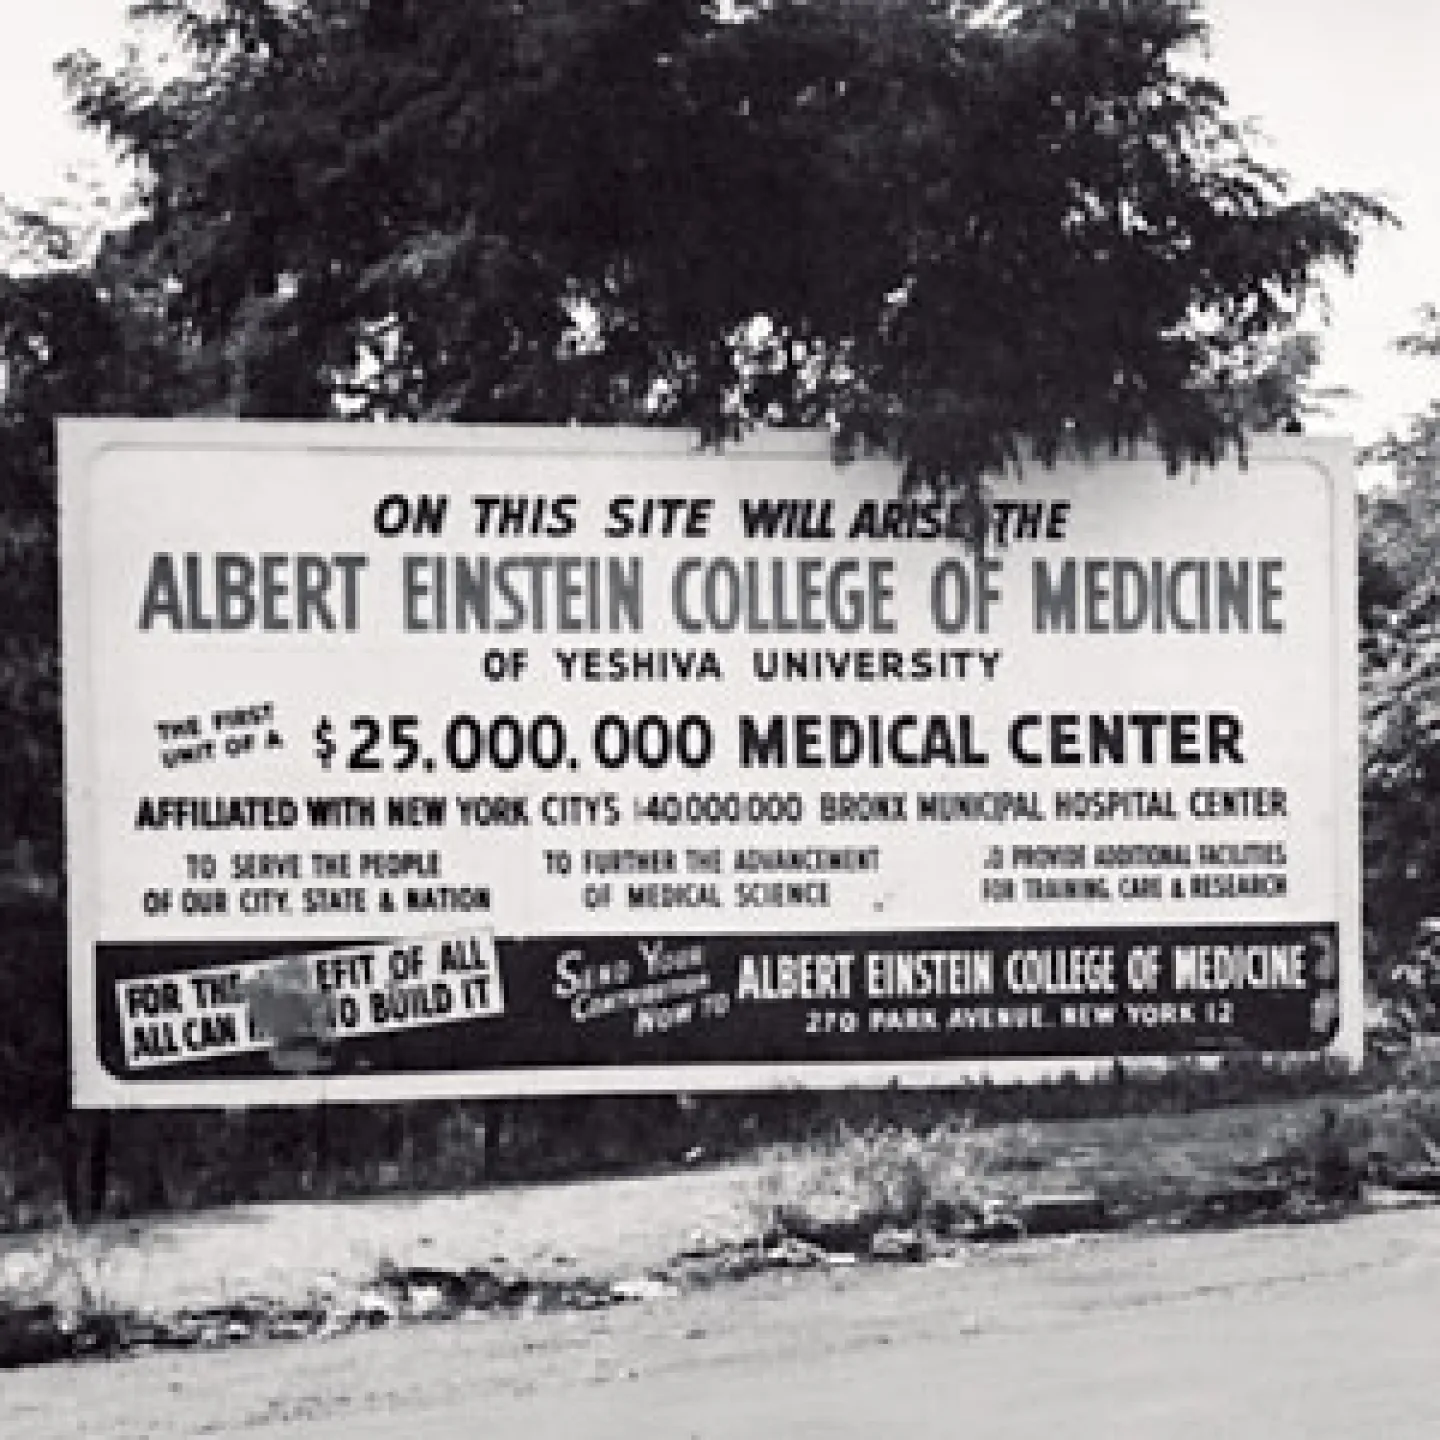 ON THIS SITE WILL ARISE THE
ALBERT EINSTEIN COLLEGE OF MEDICINE
OF YESHIVA UNIVERSITY
THE FIRST
UNIT OF A
$25.000.000 MEDICAL CENTER
AFFILIATED WITH NEW YORK CITY'S $40.000.000 BRONX MUNICIPAL HOSPITAL CENTER
TO SERVE THE PEOPLE
OF OUR CITY, STATE & NATION
TO FURTHER THE ADVANCEMENT
OF MEDICAL SCIENCE
TO PROVIDE ADDITIONAL FACILITIES
FOR TRAINING, CARE & RESEARCH
FOR THE EFIT OF ALL
ALL CAN TO BUILD IT
SEND YOUR
CONTRIBUTION
NOW TO
ALBERT EINSTEIN COLLEGE OF MEDICINE
270 PARK AVENUE, NEW YORK 12